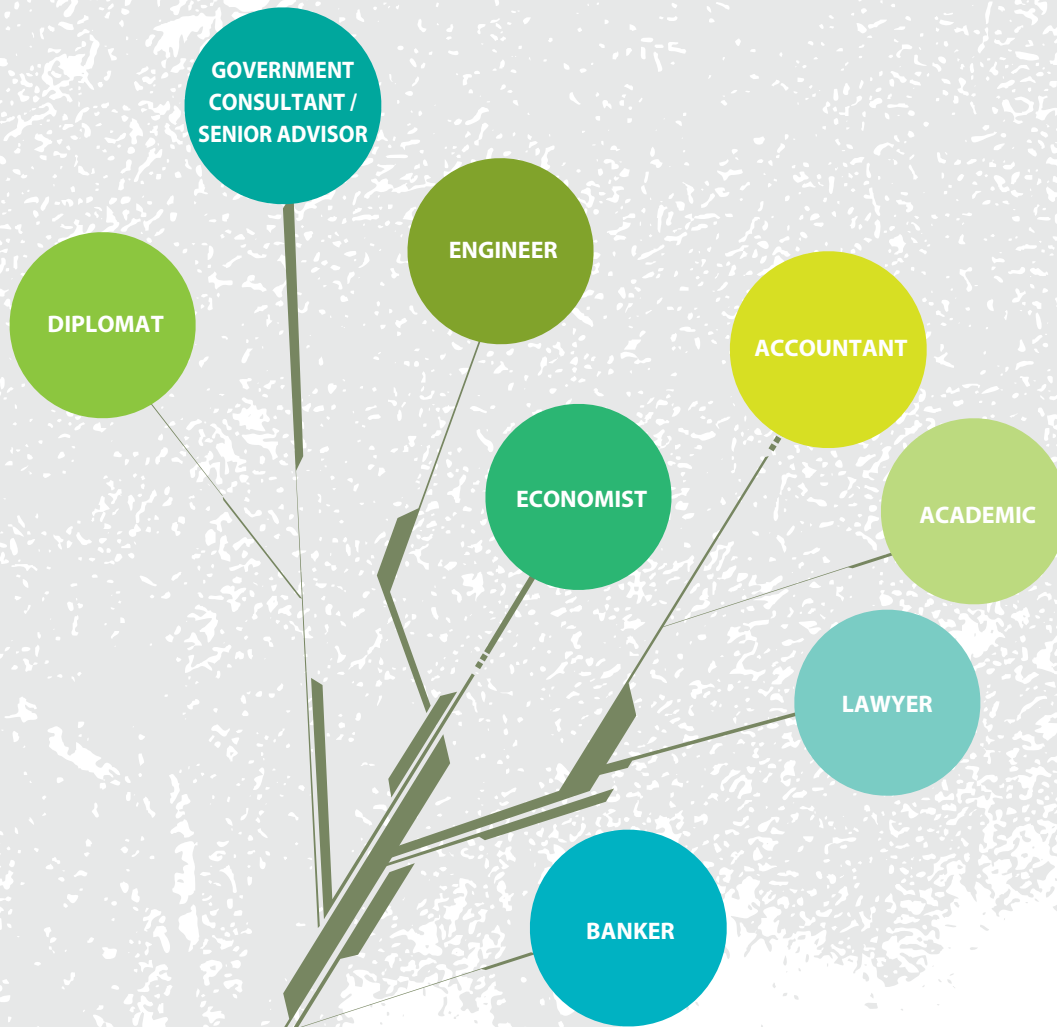 GOVERNMENT
CONSULTANT /
SENIOR ADVISOR
ENGINEER
DIPLOMAT
ACCOUNTANT
ECONOMIST
ACADEMIC
LAWYER
BANKER